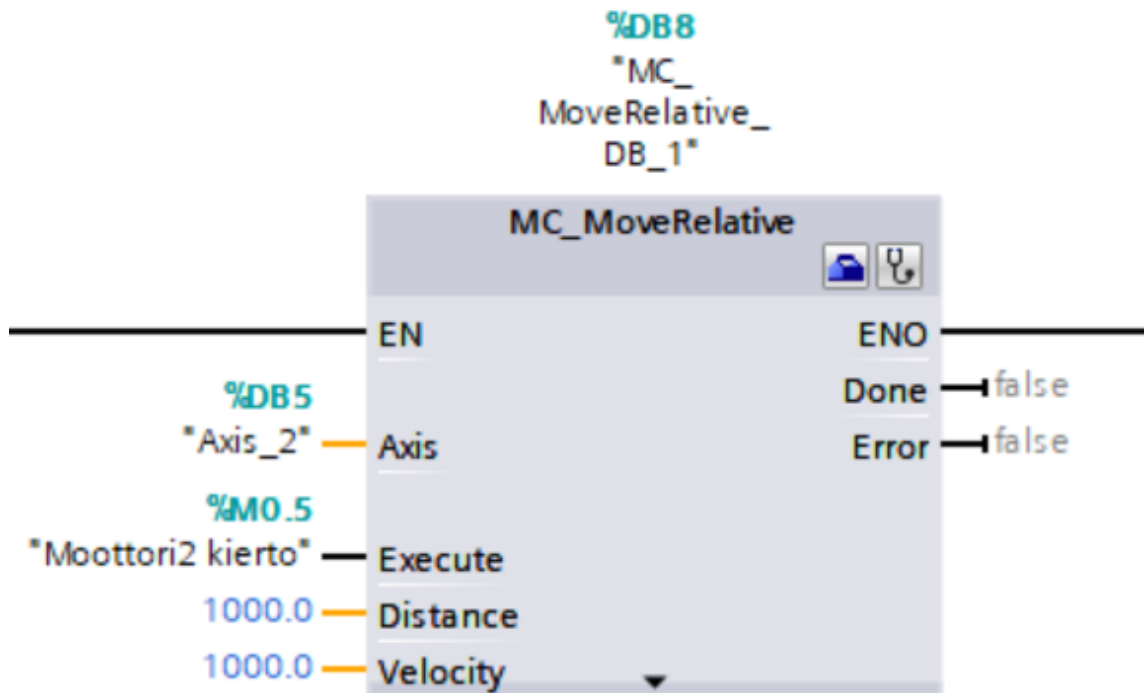 %DB8
"MC_
MoveRelative_
DB_1"
MC_MoveRelative
EN
ENO
Done
false
%DB5
"Axis_2"
Axis
Error
false
%M0.5
"Moottori2 kierto"
Execute
1000.0
Distance
1000.0
Velocity